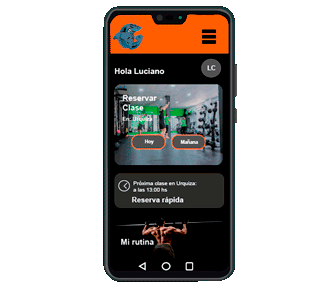 Hola Luciano
LC
Reservar
Clase
En: Urquiza
Hoy
Mañana
Próxima clase en Urquiza:
a las 13:00 hs
Reserva rápida
Mi rutina